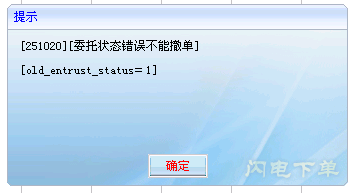 提示
[251020][委托状态错误不能撤单]
[old_entrust_status=1]
确定
闪电下单